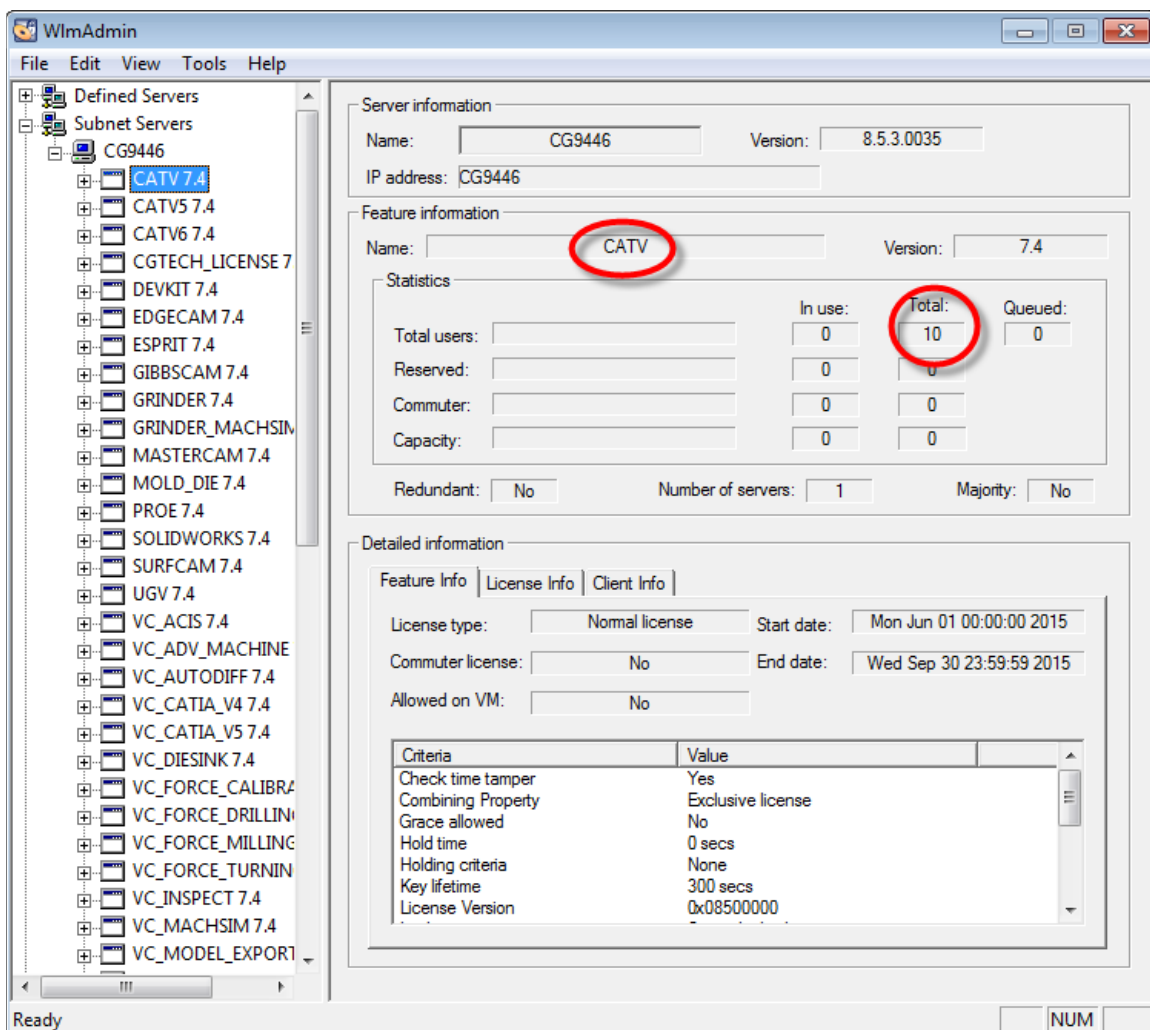 WlmAdmin
File Edit View Tools Help
Defined Servers
Subnet Servers
CG9446
CATV 7.4
CATV5 7.4
CATV6 7.4
CGTECH_LICENSE 7
DEVKIT 7.4
EDGECAM 7.4
ESPRIT 7.4
GIBBSCAM 7.4
GRINDER 7.4
GRINDER_MACHSIM
MASTERCAM 7.4
MOLD_DIE 7.4
PROE 7.4
SOLIDWORKS 7.4
SURFCAM 7.4
UGV 7.4
VC_ACIS 7.4
VC_ADV_MACHINE
VC_AUTODIFF 7.4
VC_CATIA_V4 7.4
VC_CATIA_V5 7.4
VC_DIESINK 7.4
VC_FORCE_CALIBRA
VC_FORCE_DRILLIN
VC_FORCE_MILLING
VC_FORCE_TURNIN
VC_INSPECT 7.4
VC_MACHSIM 7.4
VC_MODEL_EXPORT
Server information
Name: CG9446 Version: 8.5.3.0035
IP address: CG9446
Feature information
Name: CATV Version: 7.4
Statistics
In use: Total: Queued:
Total users: 0 10 0
Reserved: 0 0
Commuter: 0 0
Capacity: 0 0
Redundant: No Number of servers: 1 Majority: No
Detailed information
Feature Info License Info Client Info
License type: Normal license Start date: Mon Jun 01 00:00:00 2015
Commuter license: No End date: Wed Sep 30 23:59:59 2015
Allowed on VM: No
Criteria Value
Check time tamper Yes
Combining Property Exclusive license
Grace allowed No
Hold time 0 secs
Holding criteria None
Key lifetime 300 secs
License Version 0x08500000
Ready NUM